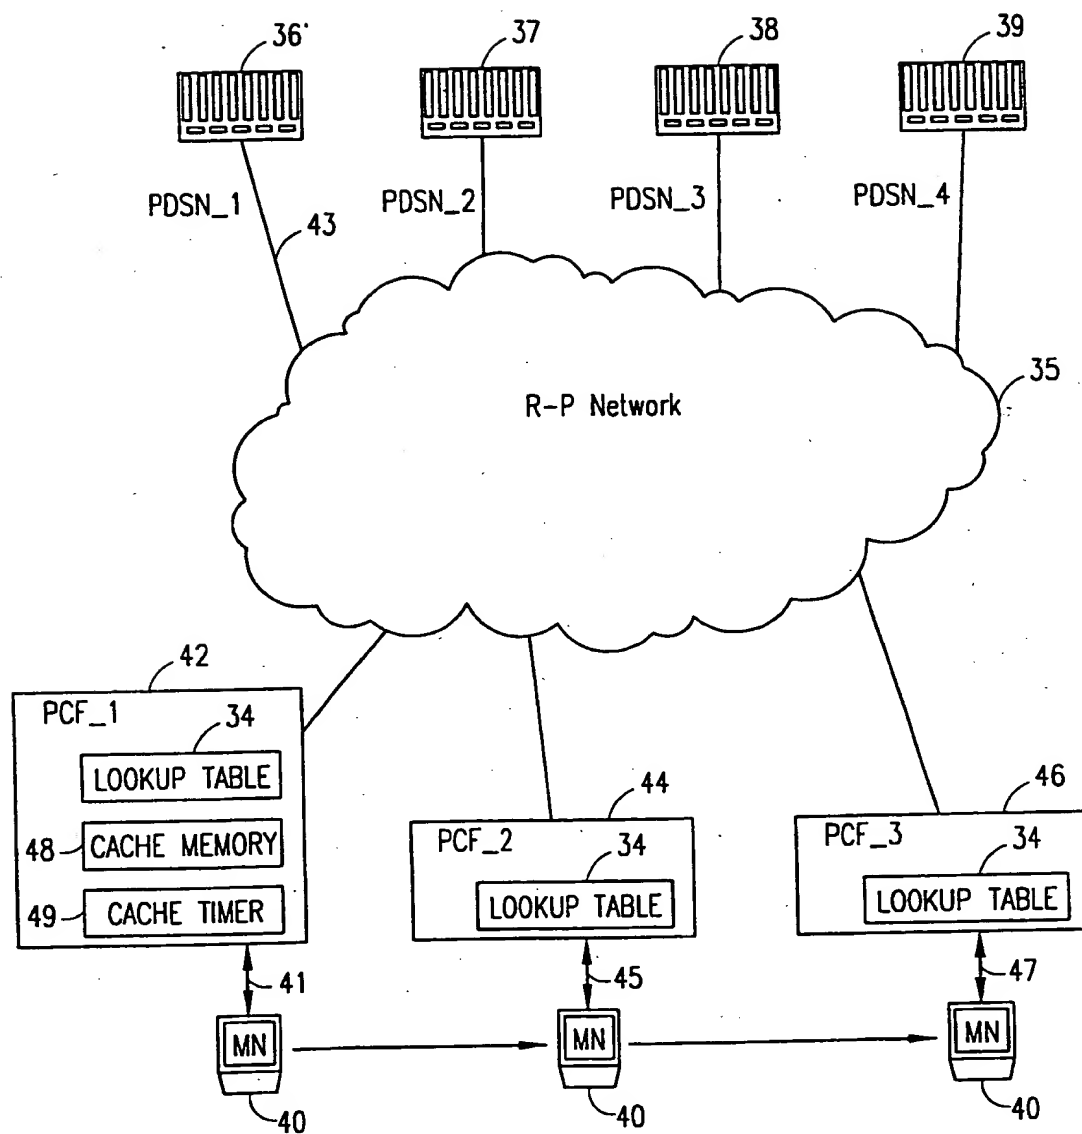 36
37
38
39
PDSN_1
PDSN_2
PDSN_3
PDSN_4
43
35
R-P Network
42
PCF_1
34
LOOKUP TABLE
48
CACHE MEMORY
49
CACHE TIMER
44
PCF_2
34
LOOKUP TABLE
46
PCF_3
34
LOOKUP TABLE
41
45
47
MN
MN
MN
40
40
40